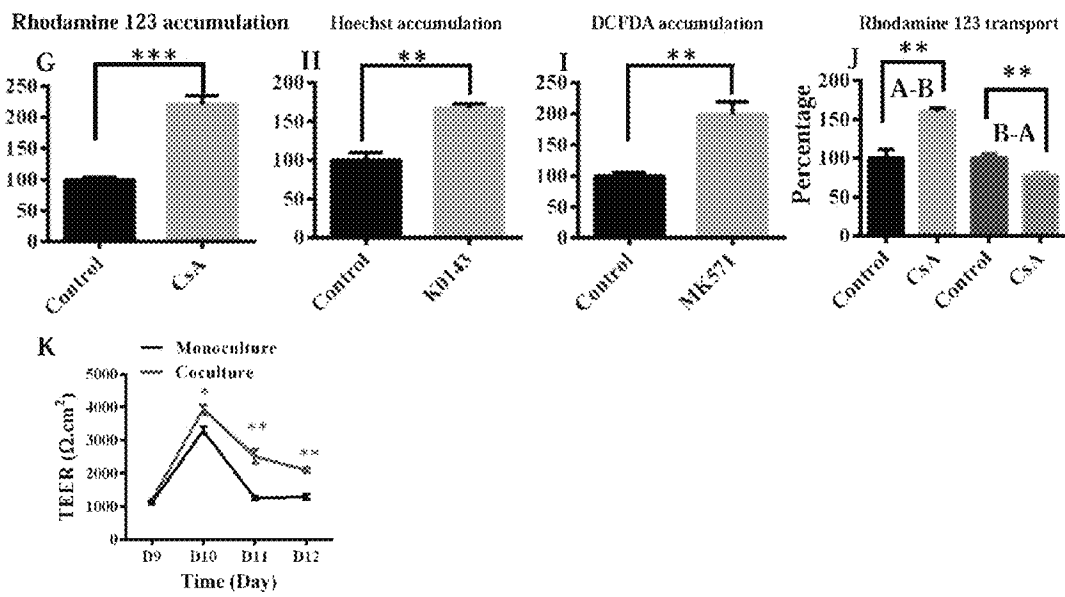 Rhodamine 123 accumulation
Hoechst accumulation
DCFDA accumulation
Rhodamine 123 transport
G
***
250
200
150
100
50
0
Control
CsA
H
**
200
150
100
50
0
Control
K0143
I
**
250
200
150
100
50
0
Control
MK571
J
**
A-B
**
B-A
Percentage
200
150
100
50
0
Control
CsA
Control
CsA
K
Monoculture
Coculture
TEER (Ω.cm²)
5000
4000
3000
2000
1000
0
*
**
**
D9
D10
D11
D12
Time (Day)